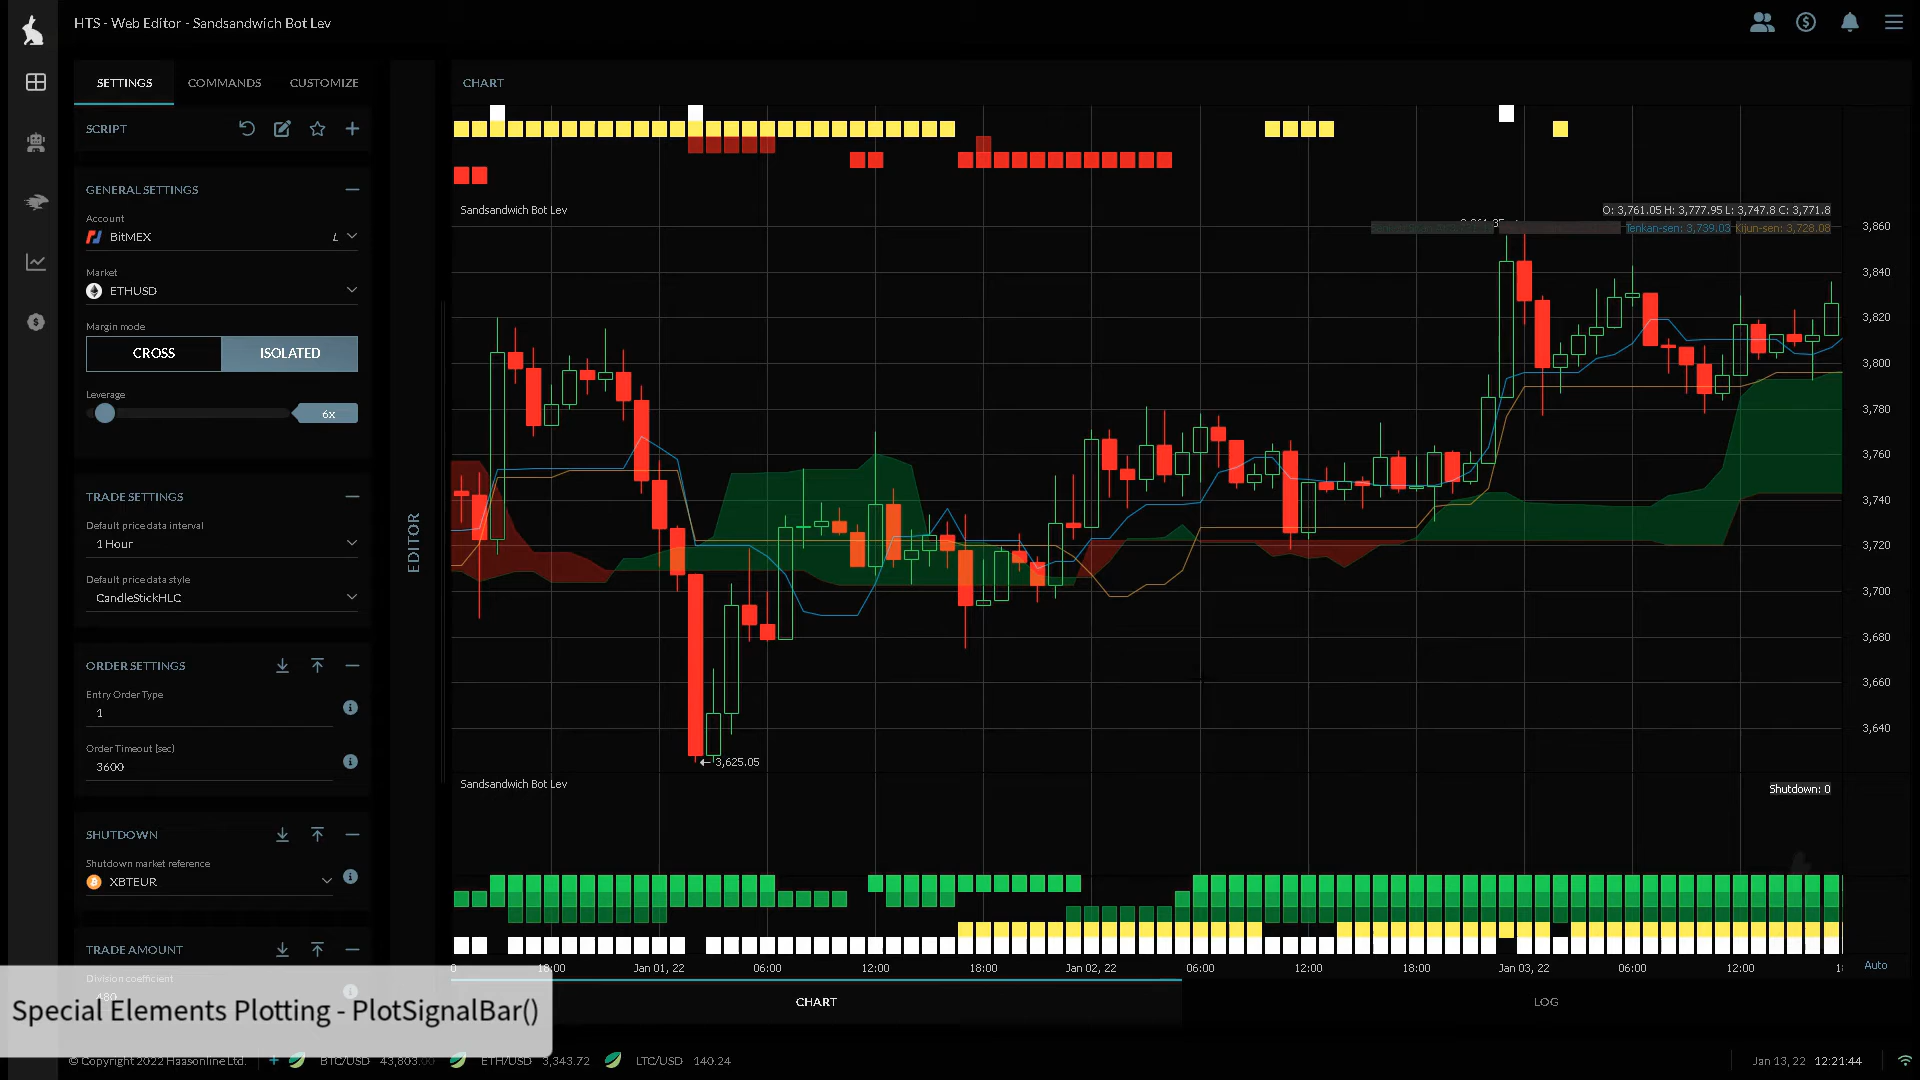 HTS - Web Editor - Sandsandwich Bot Lev
SETTINGS
COMMANDS
CUSTOMIZE
SCRIPT
GENERAL SETTINGS
Account
BitMEX
L
Market
ETHUSD
Margin mode
CROSS
ISOLATED
Leverage
6x
TRADE SETTINGS
Default price data interval
1 Hour
Default price data style
CandleStickHLC
ORDER SETTINGS
Entry Order Type
1
Order Timeout [sec]
3600
SHUTDOWN
Shutdown market reference
XBTEUR
TRADE AMOUNT
Division coefficient
480
EDITOR
CHART
Sandsandwich Bot Lev
O: 3,761.05 H: 3,777.95 L: 3,747.8 C: 3,771.8
Tenkan-sen: 3,739.03 Kijun-sen: 3,728.08
3,860
3,840
3,820
3,800
3,780
3,760
3,740
3,720
3,700
3,680
3,660
3,640
3,625.05
Sandsandwich Bot Lev
Shutdown: 0
18:00
Jan 01, 22
06:00
12:00
18:00
Jan 02, 22
06:00
12:00
18:00
Jan 03, 22
06:00
12:00
Auto
CHART
LOG
Special Elements Plotting - PlotSignalBar()
© Copyright 2022 Haasonline Ltd.
BTC/USD 43,803.00
ETH/USD 3,343.72
LTC/USD 140.24
Jan 13, 22 12:21:44